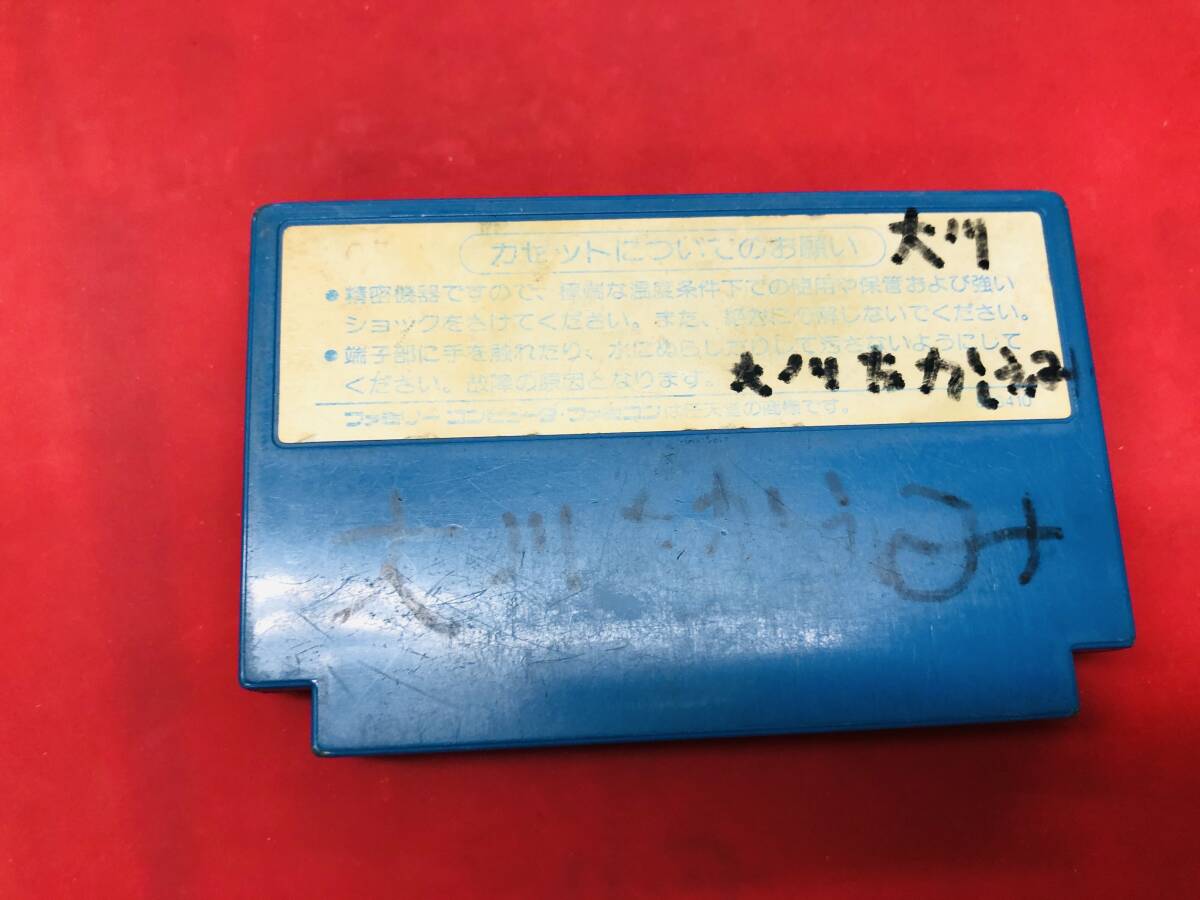 カセットについてのお願い
大川
●精密機器ですので、極端な温度条件下での使用や保管および強い
ショックをさけてください。また、絶対に分解しないでください。
●端子部に手を触れたり、水にぬらしたりして汚さないようにして
ください。故障の原因となります。
大川たかふみ
ファミリーコンピュータ・ファミコンは任天堂の商標です。
大川たかふみ